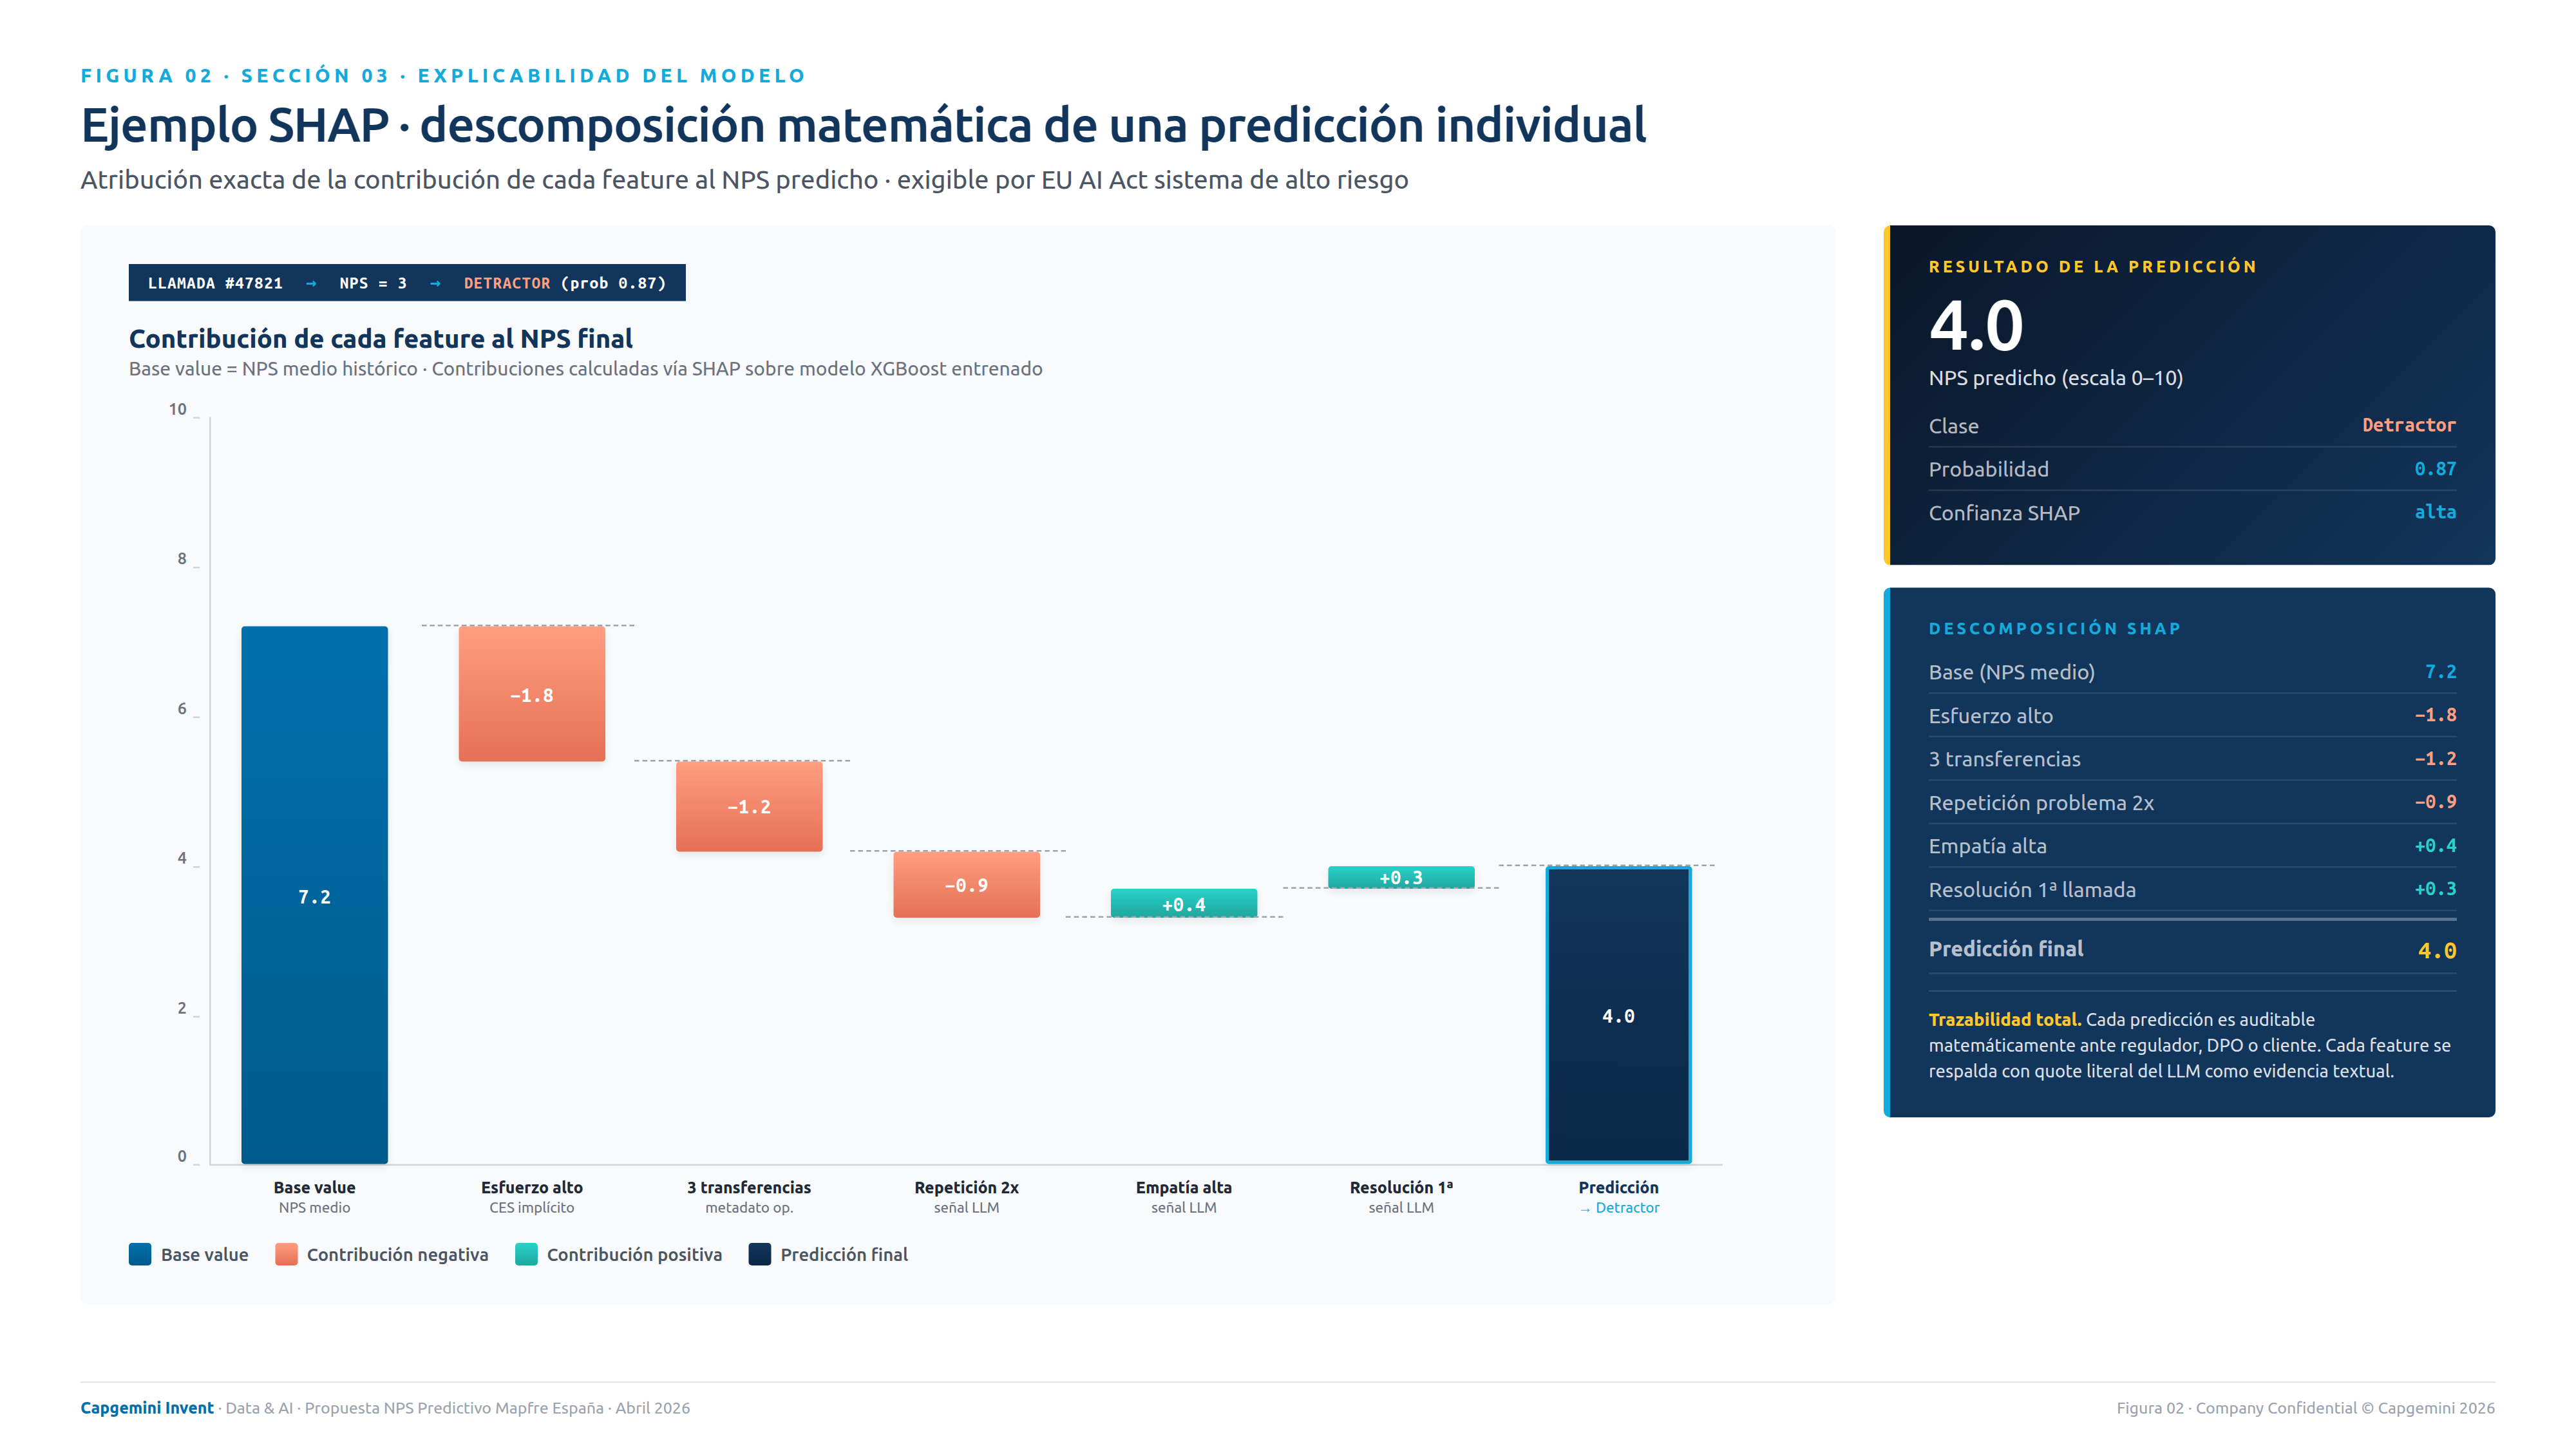 FIGURA 02 · SECCIÓN 03 · EXPLICABILIDAD DEL MODELO
Ejemplo SHAP · descomposición matemática de una predicción individual
Atribución exacta de la contribución de cada feature al NPS predicho · exigible por EU AI Act sistema de alto riesgo
LLAMADA #47821 → NPS = 3 → DETRACTOR (prob 0.87)
Contribución de cada feature al NPS final
Base value = NPS medio histórico · Contribuciones calculadas vía SHAP sobre modelo XGBoost entrenado
10
8
6
4
2
0
7.2
−1.8
−1.2
−0.9
+0.4
+0.3
4.0
Base value
NPS medio
Esfuerzo alto
CES implícito
3 transferencias
metadato op.
Repetición 2x
señal LLM
Empatía alta
señal LLM
Resolución 1ª
señal LLM
Predicción
→ Detractor
Base value
Contribución negativa
Contribución positiva
Predicción final
RESULTADO DE LA PREDICCIÓN
4.0
NPS predicho (escala 0–10)
Clase Detractor
Probabilidad 0.87
Confianza SHAP alta
DESCOMPOSICIÓN SHAP
Base (NPS medio) 7.2
Esfuerzo alto −1.8
3 transferencias −1.2
Repetición problema 2x −0.9
Empatía alta +0.4
Resolución 1ª llamada +0.3
Predicción final 4.0
Trazabilidad total. Cada predicción es auditable
matemáticamente ante regulador, DPO o cliente. Cada feature se
respalda con quote literal del LLM como evidencia textual.
Capgemini Invent · Data & AI · Propuesta NPS Predictivo Mapfre España · Abril 2026
Figura 02 · Company Confidential © Capgemini 2026